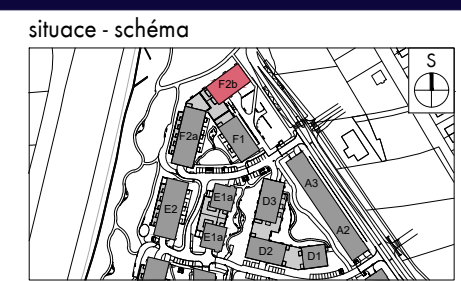 situace - schéma
S
F2b
F2a
F1
A3
E1a
E2
D3
A2
E1a
D2
D1